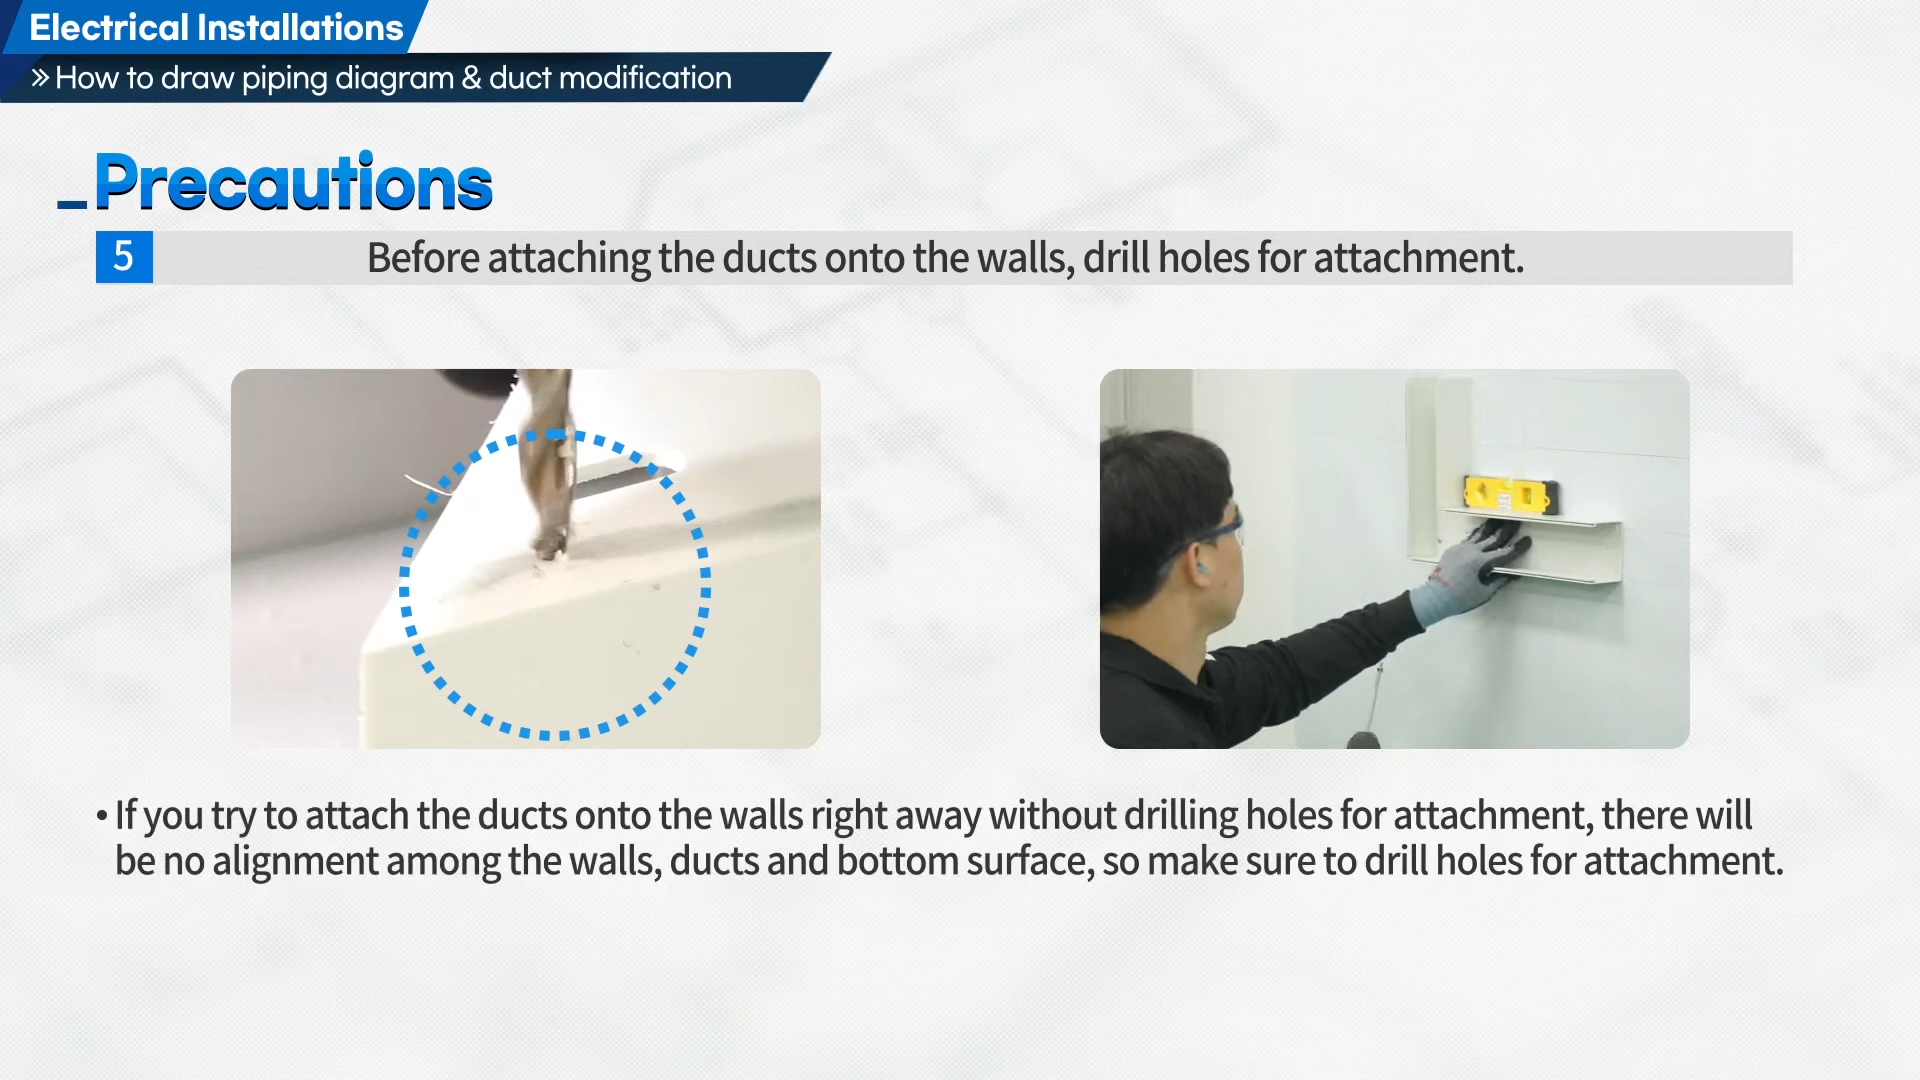 Electrical Installations
» How to draw piping diagram & duct modification
Precautions
5 Before attaching the ducts onto the walls, drill holes for attachment.
• If you try to attach the ducts onto the walls right away without drilling holes for attachment, there will
be no alignment among the walls, ducts and bottom surface, so make sure to drill holes for attachment.